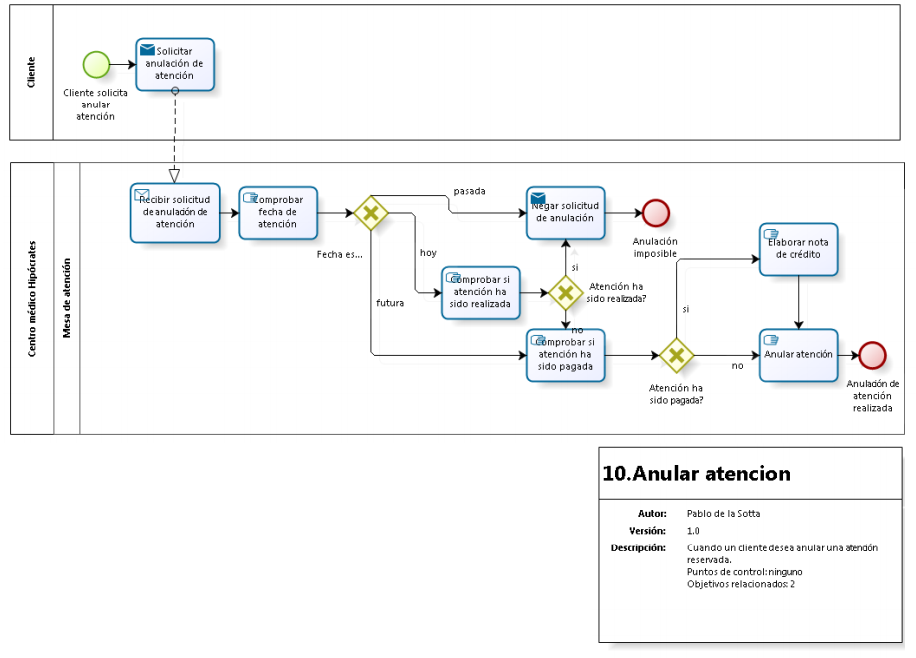 Cliente
Cliente solicita
anular
atención
Solicitar
anulación de
atención
Centro médico Hipócrates
Mesa de atención
Recibir solicitud
de anulación de
atención
Comprobar
fecha de
atención
Fecha es...
pasada
hoy
futura
Comprobar si
atención ha
sido realizada
Negar solicitud
de anulación
Anulación
imposible
si
Atención ha
sido realizada?
no
Comprobar si
atención ha
sido pagada
Atención ha
sido pagada?
si
no
Elaborar nota
de crédito
Anular atención
Anulación de
atención
realizada
10.Anular atencion
Autor: Pablo de la Sotta
Versión: 1.0
Descripción: Cuando un cliente desea anular una atención
reservada.
Puntos de control: ninguno
Objetivos relacionados: 2